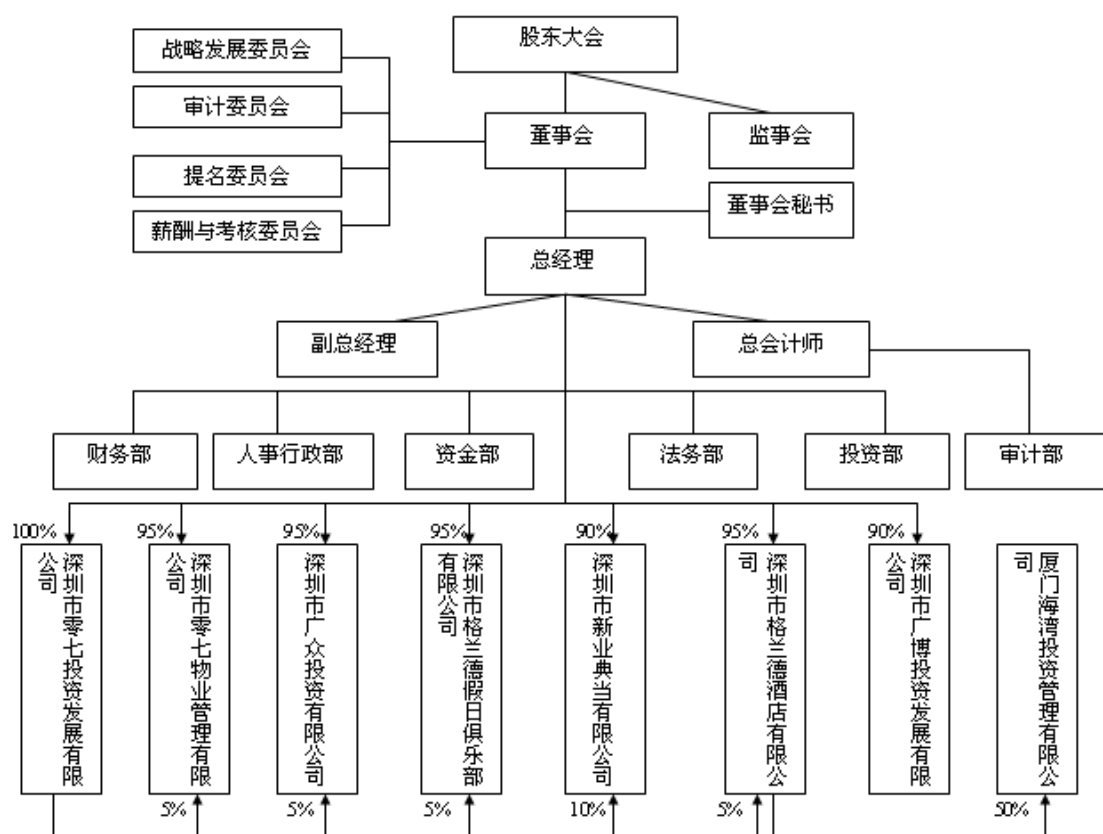 股东大会
战略发展委员会
审计委员会
董事会
监事会
提名委员会
董事会秘书
薪酬与考核委员会
总经理
副总经理
总会计师
财务部
人事行政部
资金部
法务部
投资部
审计部
100%
95%
95%
95%
90%
95%
90%
深圳市零七投资发展有限
公司
深圳市零七物业管理有限
公司
深圳市广众投资有限公司
深圳市格兰德假日俱乐部
有限公司
深圳市新业典当有限公司
深圳市格兰德酒店有限公
司
深圳市广博投资发展有限
公司
厦门海湾投资管理有限公
司
5%
5%
5%
10%
5%
50%